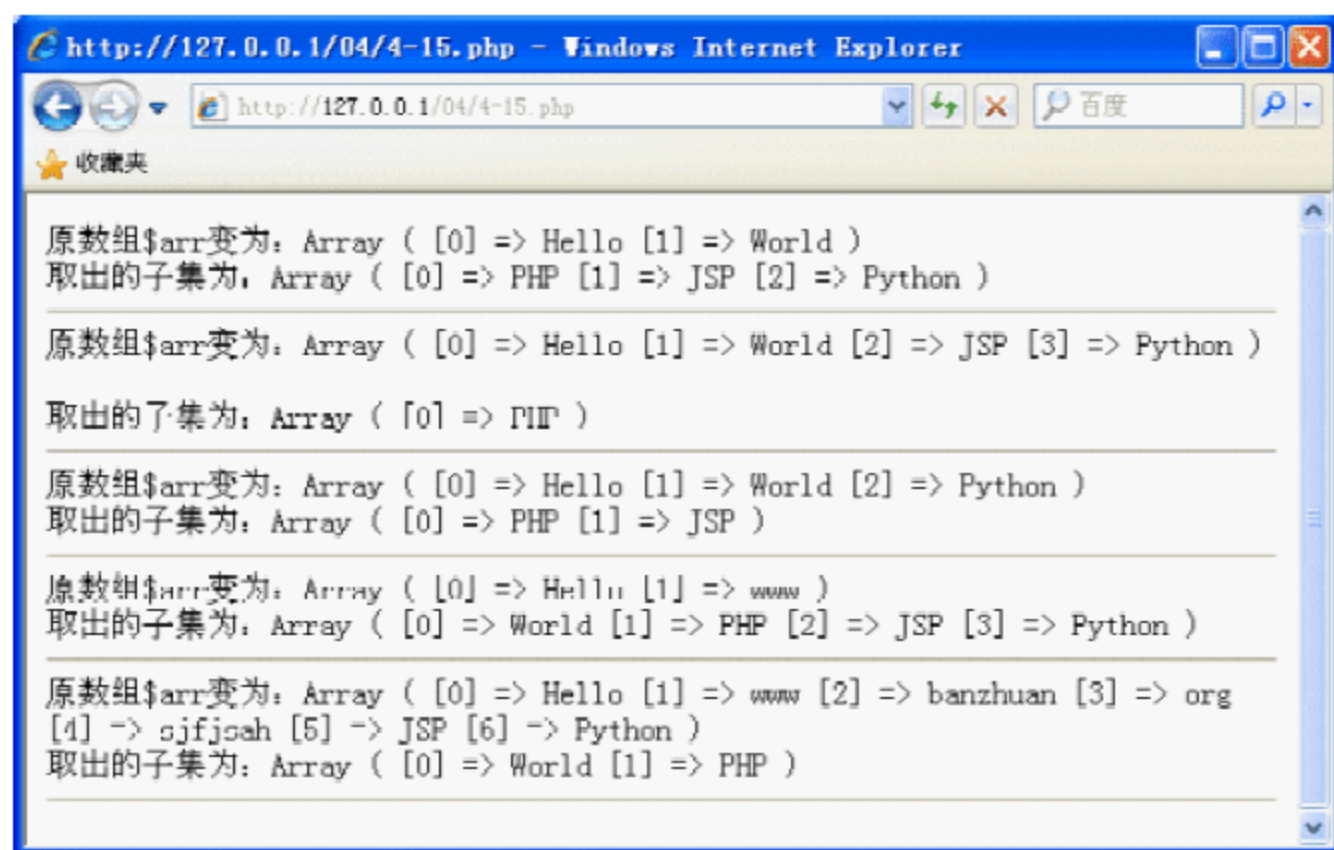 http://127.0.0.1/04/4-15.php - Windows Internet Explorer
http://127.0.0.1/04/4-15.php 百度
收藏夹
原数组$arr变为：Array ( [0] => Hello [1] => World )
取出的子集为：Array ( [0] => PHP [1] => JSP [2] => Python )
原数组$arr变为：Array ( [0] => Hello [1] => World [2] => JSP [3] => Python )
取出的子集为：Array ( [0] => PHP )
原数组$arr变为：Array ( [0] => Hello [1] => World [2] => Python )
取出的子集为：Array ( [0] => PHP [1] => JSP )
原数组$arr变为：Array ( [0] => Hello [1] => www )
取出的子集为：Array ( [0] => World [1] => PHP [2] => JSP [3] => Python )
原数组$arr变为：Array ( [0] => Hello [1] => www [2] => banzhuan [3] => org
[4] => sjfjsah [5] => JSP [6] => Python )
取出的子集为：Array ( [0] => World [1] => PHP )